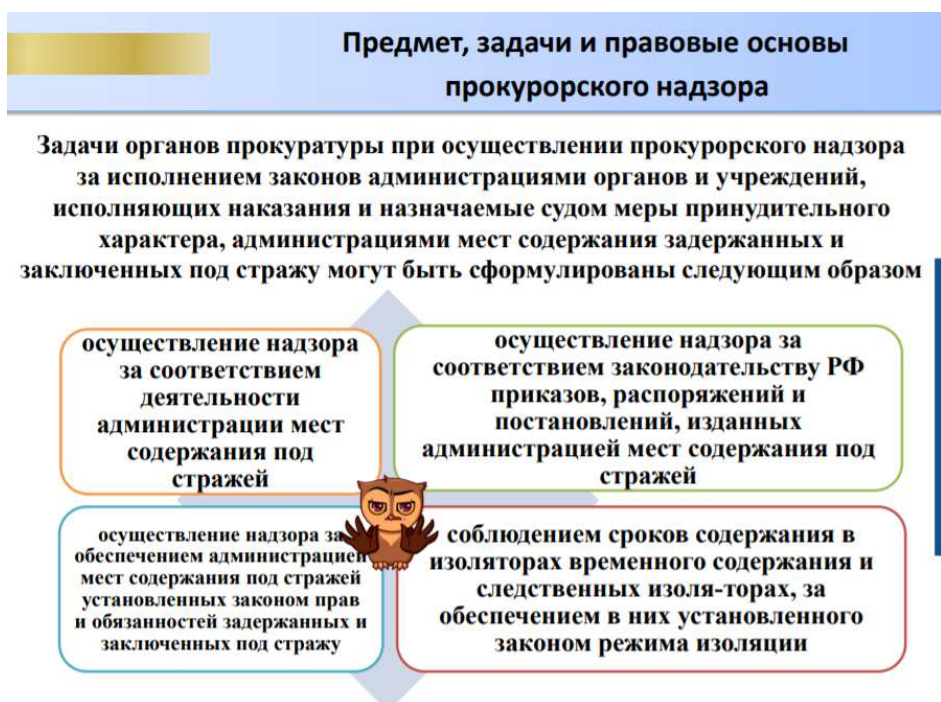 Предмет, задачи и правовые основы
прокурорского надзора
Задачи органов прокуратуры при осуществлении прокурорского надзора
за исполнением законов администрациями органов и учреждений,
исполняющих наказания и назначаемые судом меры принудительного
характера, администрациями мест содержания задержанных и
заключенных под стражу могут быть сформулированы следующим образом
осуществление надзора
за соответствием
деятельности
администрации мест
содержания под
стражей
осуществление надзора за
соответствием законодательству РФ
приказов, распоряжений и
постановлений, изданных
администрацией мест содержания под
стражей
осуществление надзора за
обеспечением администрацией
мест содержания под стражей
установленных законом прав
и обязанностей задержанных и
заключенных под стражу
соблюдением сроков содержания в
изоляторах временного содержания и
следственных изоля-торах, за
обеспечением в них установленного
законом режима изоляции